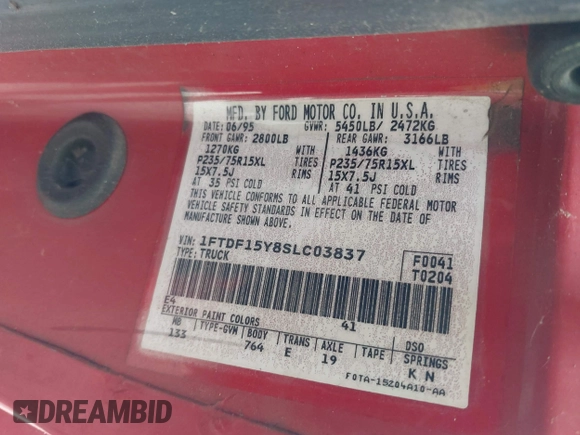 MFD. BY FORD MOTOR CO. IN U.S.A.
DATE: 06/95 GVWR: 5450LB/ 2472KG
FRONT GAWR: 2800LB REAR GAWR: 3166LB
1270KG WITH 1436KG WITH
P235/75R15XL TIRES P235/75R15XL TIRES
15X7.5J RIMS 15X7.5J RIMS
AT 35 PSI COLD AT 41 PSI COLD
THIS VEHICLE CONFORMS TO ALL APPLICABLE FEDERAL MOTOR
VEHICLE SAFETY STANDARDS IN EFFECT ON THE DATE OF
MANUFACTURE SHOWN ABOVE.
VIN: 1FTDF15Y8SLC03837 F0041
TYPE: TRUCK T0204
E4 41
EXTERIOR PAINT COLORS DSO
WB TYPE-GVW BODY TRANS AXLE TAPE SPRINGS
133 764 E 19 K N
F0TA-15204A10-AA
DREAMBID